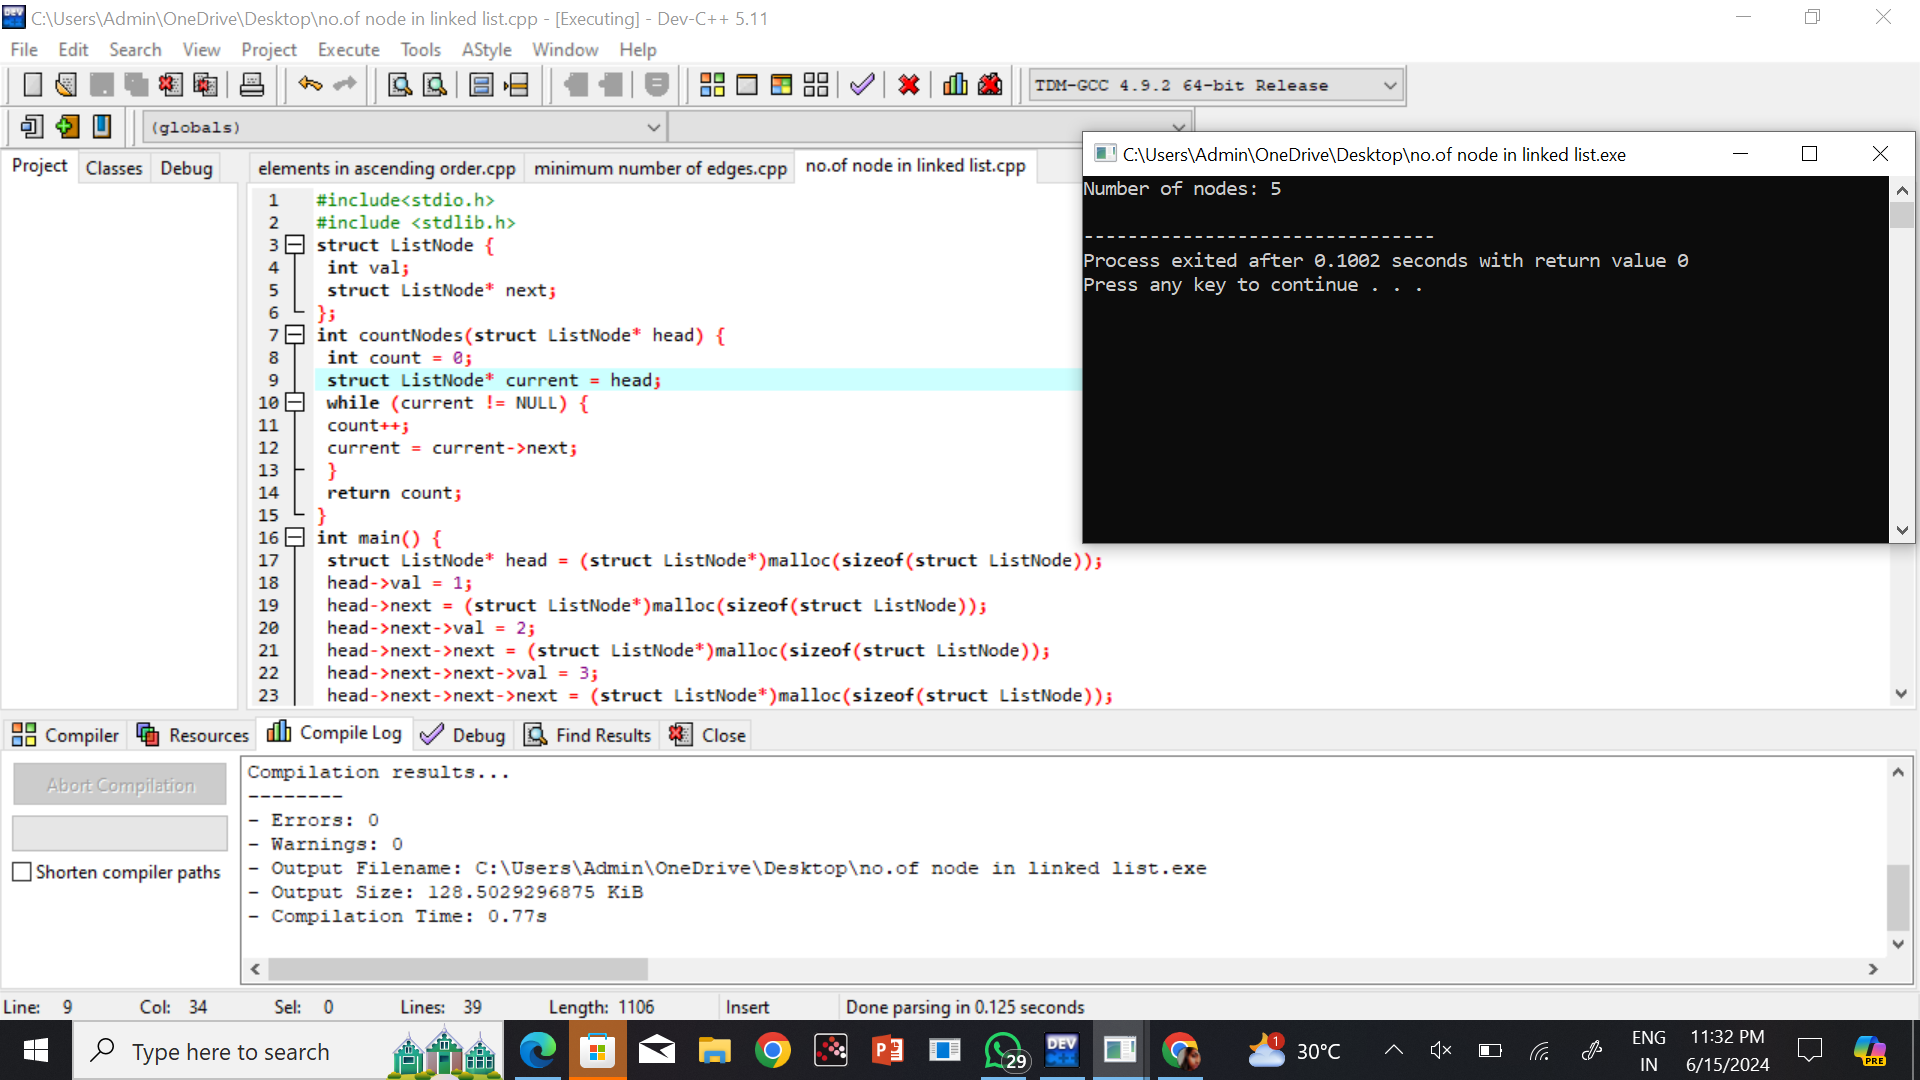 C:\Users\Admin\OneDrive\Desktop\no.of node in linked list.cpp - [Executing] - Dev-C++ 5.11
File Edit Search View Project Execute Tools AStyle Window Help
TDM-GCC 4.9.2 64-bit Release
(globals)
Project Classes Debug
elements in ascending order.cpp minimum number of edges.cpp no.of node in linked list.cpp
1 #include<stdio.h>
2 #include <stdlib.h>
3 struct ListNode {
4 int val;
5 struct ListNode* next;
6 };
7 int countNodes(struct ListNode* head) {
8 int count = 0;
9 struct ListNode* current = head;
10 while (current != NULL) {
11 count++;
12 current = current->next;
13 }
14 return count;
15 }
16 int main() {
17 struct ListNode* head = (struct ListNode*)malloc(sizeof(struct ListNode));
18 head->val = 1;
19 head->next = (struct ListNode*)malloc(sizeof(struct ListNode));
20 head->next->val = 2;
21 head->next->next = (struct ListNode*)malloc(sizeof(struct ListNode));
22 head->next->next->val = 3;
23 head->next->next->next = (struct ListNode*)malloc(sizeof(struct ListNode));
C:\Users\Admin\OneDrive\Desktop\no.of node in linked list.exe
Number of nodes: 5
--------------------------------
Process exited after 0.1002 seconds with return value 0
Press any key to continue . . .
Compiler Resources Compile Log Debug Find Results Close
Abort Compilation
Shorten compiler paths
Compilation results...
--------
- Errors: 0
- Warnings: 0
- Output Filename: C:\Users\Admin\OneDrive\Desktop\no.of node in linked list.exe
- Output Size: 128.5029296875 KiB
- Compilation Time: 0.77s
Line: 9 Col: 34 Sel: 0 Lines: 39 Length: 1106 Insert Done parsing in 0.125 seconds
Type here to search
29
DEV
1
30°C
ENG
IN
11:32 PM
6/15/2024
PRE